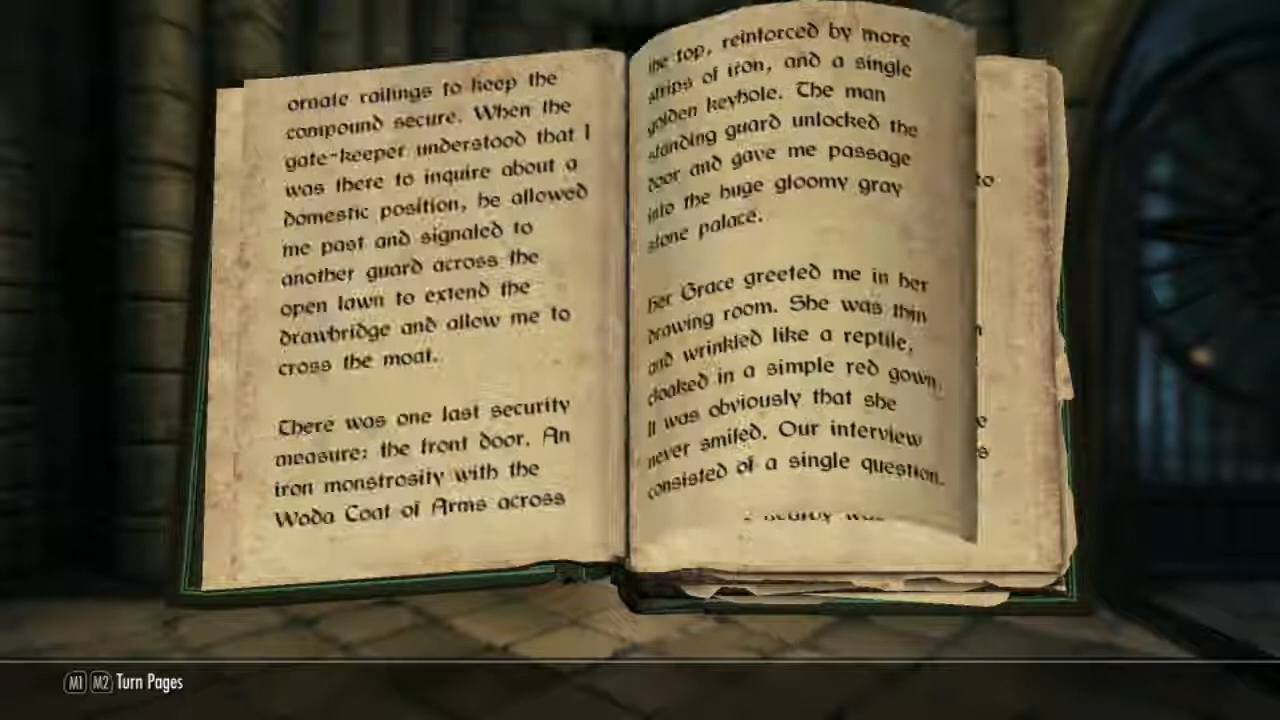 ornate railings to keep the
compound secure. When the
gate-keeper understood that I
was there to inquire about a
domestic position, he allowed
me past and signaled to
another guard across the
open lawn to extend the
drawbridge and allow me to
cross the moat.
There was one last security
measure: the front door. An
iron monstrosity with the
Woda Coat of Arms across
the top, reinforced by more
strips of iron, and a single
golden keyhole. The man
standing guard unlocked the
door and gave me passage
into the huge gloomy gray
stone palace.
Her Grace greeted me in her
drawing room. She was thin
and wrinkled like a reptile,
cloaked in a simple red gown.
It was obviously that she
never smiled. Our interview
consisted of a single question.
to
M1 M2 Turn Pages